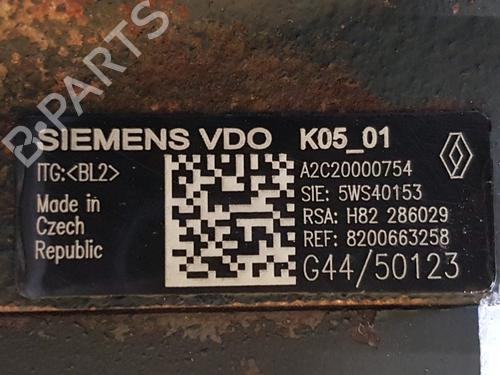 B-PARTS
SIEMENS VDO K05_01
ITG:<BL2> A2C20000754
SIE: 5WS40153
Made in RSA: H82 286029
Czech REF: 8200663258
Republic G44/50123